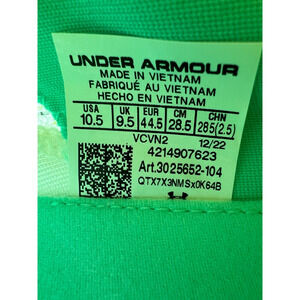 UNDER ARMOUR
MADE IN VIETNAM
FABRIQUÉ AU VIETNAM
HECHO EN VIETNAM
USA UK EUR CM CHN
10.5 9.5 44.5 28.5 285(2.5)
VCVN2 12/22
4214907623
Art.3025652-104
QTX7X3NMSx0K64B